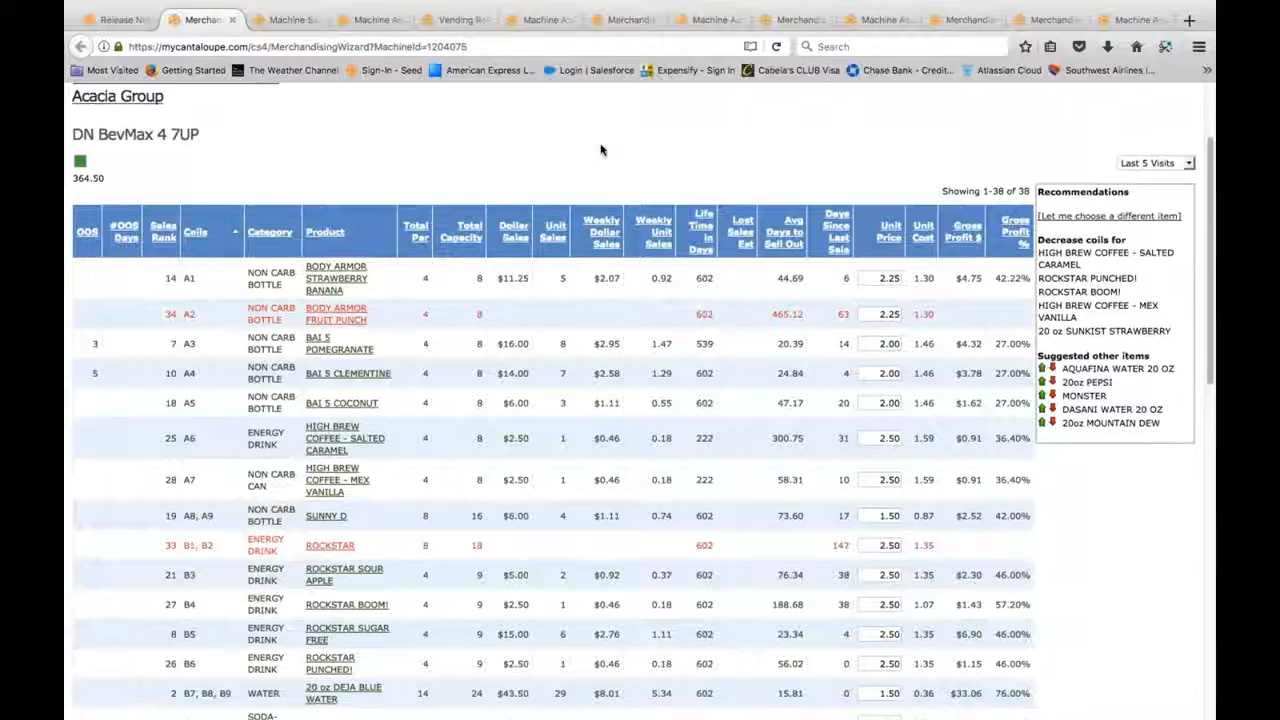 Release No
Merchan
Machine Su
Machine A
Vending Ro
Machine A
Merchandi
Machine A
Merchandi
Machine A
Merchandi
Merchandi
Machine A
https://mycantaloupe.com/cs4/MerchandisingWizard?MachineId=1204075
Search
Most Visited Getting Started The Weather Channel Sign-In - Seed American Express L... Login | Salesforce Expensify - Sign In Cabela's CLUB Visa Chase Bank - Credit... Atlassian Cloud Southwest Airlines |...
Acacia Group
DN BevMax 4 7UP
364.50
Last 5 Visits
Showing 1-38 of 38
OOS #OOS Days Sales Rank Coils Category Product Total Par Total Capacity Dollar Sales Unit Sales Weekly Dollar Sales Weekly Unit Sales Life Time in Days Lost Sales Est Avg Days to Sell Out Days Since Last Sale Unit Price Unit Cost Gross Profit $ Gross Profit %
14 A1 NON CARB BOTTLE BODY ARMOR STRAWBERRY BANANA 4 8 $11.25 5 $2.07 0.92 602 44.69 6 2.25 1.30 $4.75 42.22%
34 A2 NON CARB BOTTLE BODY ARMOR FRUIT PUNCH 4 8 602 465.12 63 2.25 1.30
3 7 A3 NON CARB BOTTLE BAI 5 POMEGRANATE 4 8 $16.00 8 $2.95 1.47 539 20.39 14 2.00 1.46 $4.32 27.00%
5 10 A4 NON CARB BOTTLE BAI 5 CLEMENTINE 4 8 $14.00 7 $2.58 1.29 602 24.84 4 2.00 1.46 $3.78 27.00%
18 A5 NON CARB BOTTLE BAI 5 COCONUT 4 8 $6.00 3 $1.11 0.55 602 47.17 20 2.00 1.46 $1.62 27.00%
25 A6 ENERGY DRINK HIGH BREW COFFEE - SALTED CARAMEL 4 8 $2.50 1 $0.46 0.18 222 300.75 31 2.50 1.59 $0.91 36.40%
28 A7 NON CARB CAN HIGH BREW COFFEE - MEX VANILLA 4 8 $2.50 1 $0.46 0.18 222 58.31 10 2.50 1.59 $0.91 36.40%
19 A8, A9 NON CARB BOTTLE SUNNY D 8 16 $6.00 4 $1.11 0.74 602 73.60 17 1.50 0.87 $2.52 42.00%
33 B1, B2 ENERGY DRINK ROCKSTAR 8 18 602 147 2.50 1.35
21 B3 ENERGY DRINK ROCKSTAR SOUR APPLE 4 9 $5.00 2 $0.92 0.37 602 76.34 38 2.50 1.35 $2.30 46.00%
27 B4 ENERGY DRINK ROCKSTAR BOOM! 4 9 $2.50 1 $0.46 0.18 602 188.68 38 2.50 1.07 $1.43 57.20%
8 B5 ENERGY DRINK ROCKSTAR SUGAR FREE 4 9 $15.00 6 $2.76 1.11 602 23.34 4 2.50 1.35 $6.90 46.00%
26 B6 ENERGY DRINK ROCKSTAR PUNCHED! 4 9 $2.50 1 $0.46 0.18 602 56.02 0 2.50 1.35 $1.15 46.00%
2 B7, B8, B9 WATER 20 oz DEJA BLUE WATER 14 24 $43.50 29 $8.01 5.34 602 15.81 0 1.50 0.36 $33.06 76.00%
SODA-
Recommendations
[Let me choose a different item]
Decrease coils for
HIGH BREW COFFEE - SALTED
CARAMEL
ROCKSTAR PUNCHED!
ROCKSTAR BOOM!
HIGH BREW COFFEE - MEX
VANILLA
20 oz SUNKIST STRAWBERRY
Suggested other items
AQUAFINA WATER 20 OZ
20oz PEPSI
MONSTER
DASANI WATER 20 OZ
20oz MOUNTAIN DEW